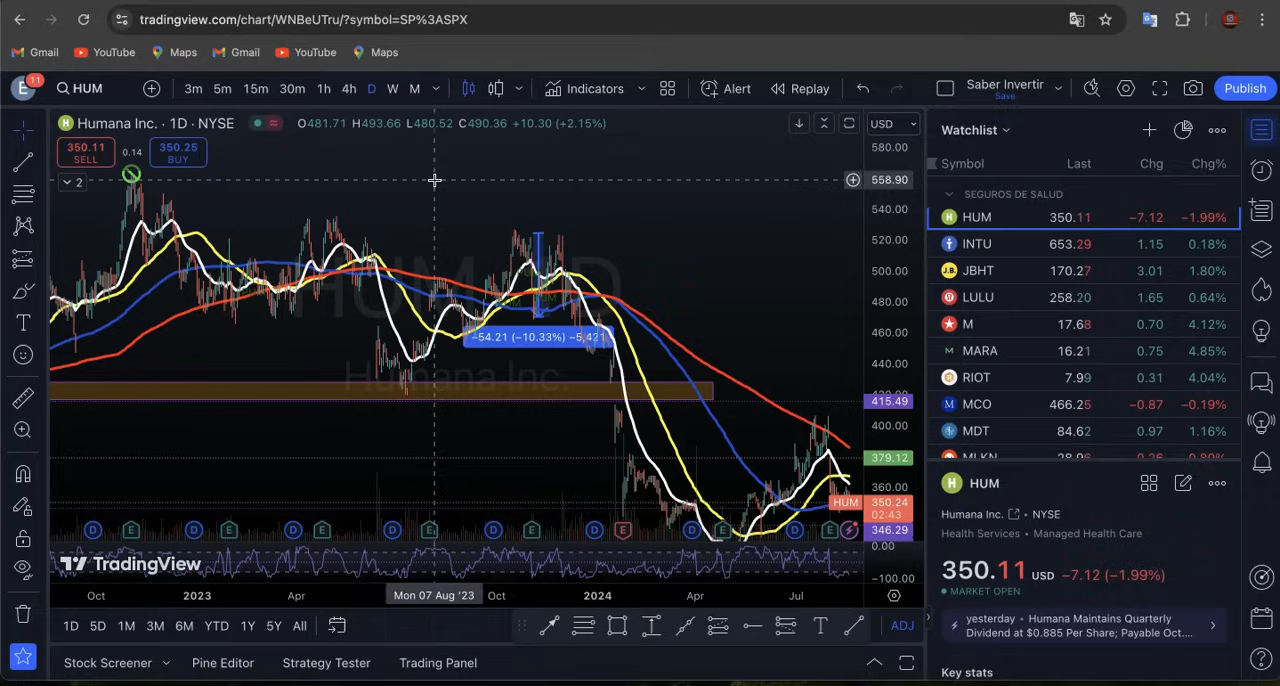 tradingview.com/chart/WNBeUTru/?symbol=SP%3ASPX
Gmail YouTube Maps Gmail YouTube Maps
E 11 HUM 3m 5m 15m 30m 1h 4h D W M Indicators Alert Replay Saber Invertir Save Publish
Humana Inc. · 1D · NYSE O481.71 H493.66 L480.52 C490.36 +10.30 (+2.15%) USD
350.11 SELL 0.14 350.25 BUY
2
580.00
558.90
540.00
520.00
500.00
480.00
460.00
440.00
420.00
415.49
400.00
379.12
360.00
HUM 350.24
02:43
346.29
0.00
−100.00
HUM, 1D
Humana Inc.
−54.21 (−10.33%) −5,421
D E D E D E D E D E D E D E D E
TradingView
Oct 2023 Apr Mon 07 Aug '23 Oct 2024 Apr Jul
1D 5D 1M 3M 6M YTD 1Y 5Y All T ADJ
Stock Screener Pine Editor Strategy Tester Trading Panel
Watchlist
Symbol Last Chg Chg%
SEGUROS DE SALUD
HUM 350.11 −7.12 −1.99%
INTU 653.29 1.15 0.18%
J.B. JBHT 170.27 3.01 1.80%
LULU 258.20 1.65 0.64%
M 17.68 0.70 4.12%
M MARA 16.21 0.75 4.85%
RIOT 7.99 0.31 4.04%
M MCO 466.25 −0.87 −0.19%
MDT 84.62 0.97 1.16%
H HUM
Humana Inc. • NYSE
Health Services • Managed Health Care
350.11 USD −7.12 (−1.99%)
MARKET OPEN
yesterday • Humana Maintains Quarterly
Dividend at $0.885 Per Share; Payable Oct....
Key stats